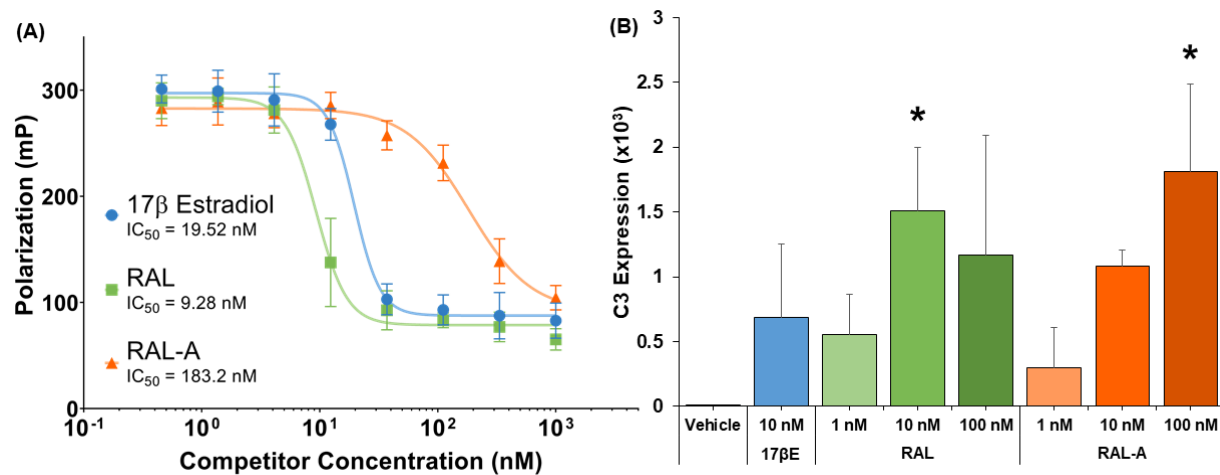 (A)
Polarization (mP)
300
200
100
0
17β Estradiol
IC50 = 19.52 nM
RAL
IC50 = 9.28 nM
RAL-A
IC50 = 183.2 nM
10-1 100 101 102 103
Competitor Concentration (nM)
(B)
C3 Expression (x10³)
3
2.5
2
1.5
1
0.5
0
*
*
Vehicle 10 nM 1 nM 10 nM 100 nM 1 nM 10 nM 100 nM
17βE RAL RAL-A